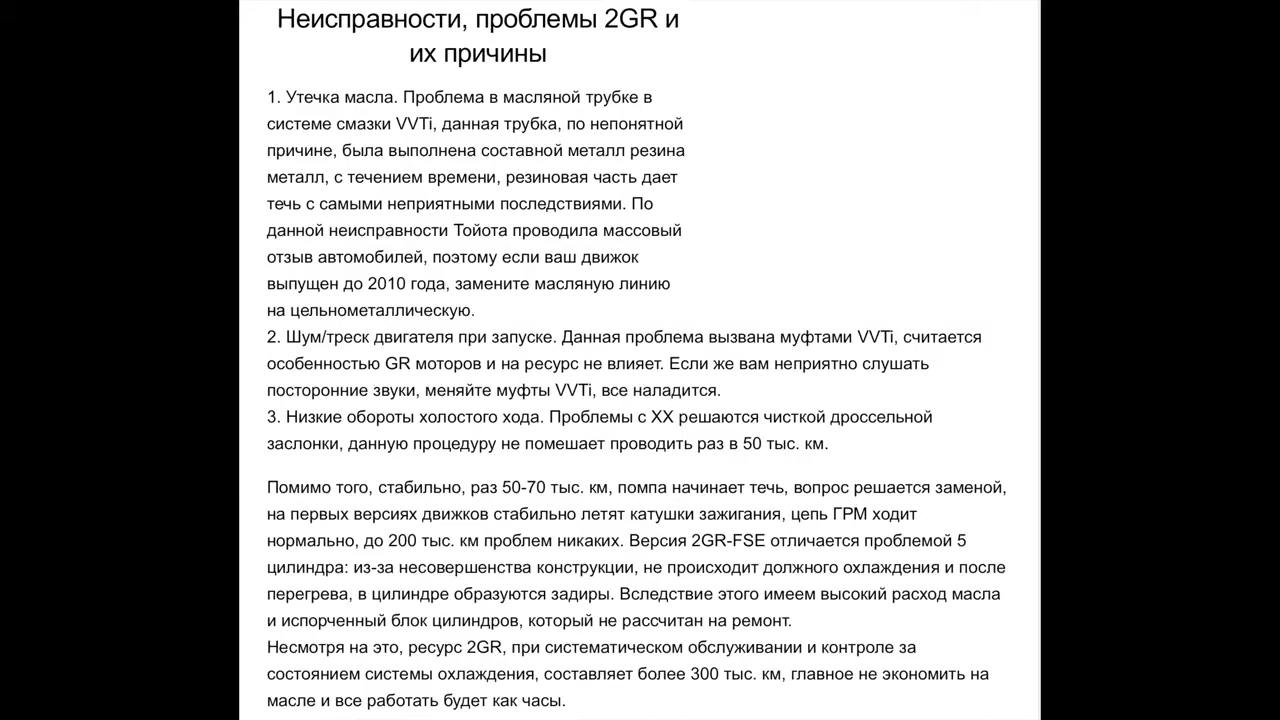 Неисправности, проблемы 2GR и
их причины
1. Утечка масла. Проблема в масляной трубке в
системе смазки VVTi, данная трубка, по непонятной
причине, была выполнена составной металл резина
металл, с течением времени, резиновая часть дает
течь с самыми неприятными последствиями. По
данной неисправности Тойота проводила массовый
отзыв автомобилей, поэтому если ваш движок
выпущен до 2010 года, замените масляную линию
на цельнометаллическую.
2. Шум/треск двигателя при запуске. Данная проблема вызвана муфтами VVTi, считается
особенностью GR моторов и на ресурс не влияет. Если же вам неприятно слушать
посторонние звуки, меняйте муфты VVTi, все наладится.
3. Низкие обороты холостого хода. Проблемы с ХХ решаются чисткой дроссельной
заслонки, данную процедуру не помешает проводить раз в 50 тыс. км.
Помимо того, стабильно, раз 50-70 тыс. км, помпа начинает течь, вопрос решается заменой,
на первых версиях движков стабильно летят катушки зажигания, цепь ГРМ ходит
нормально, до 200 тыс. км проблем никаких. Версия 2GR-FSE отличается проблемой 5
цилиндра: из-за несовершенства конструкции, не происходит должного охлаждения и после
перегрева, в цилиндре образуются задиры. Вследствие этого имеем высокий расход масла
и испорченный блок цилиндров, который не рассчитан на ремонт.
Несмотря на это, ресурс 2GR, при систематическом обслуживании и контроле за
состоянием системы охлаждения, составляет более 300 тыс. км, главное не экономить на
масле и все работать будет как часы.